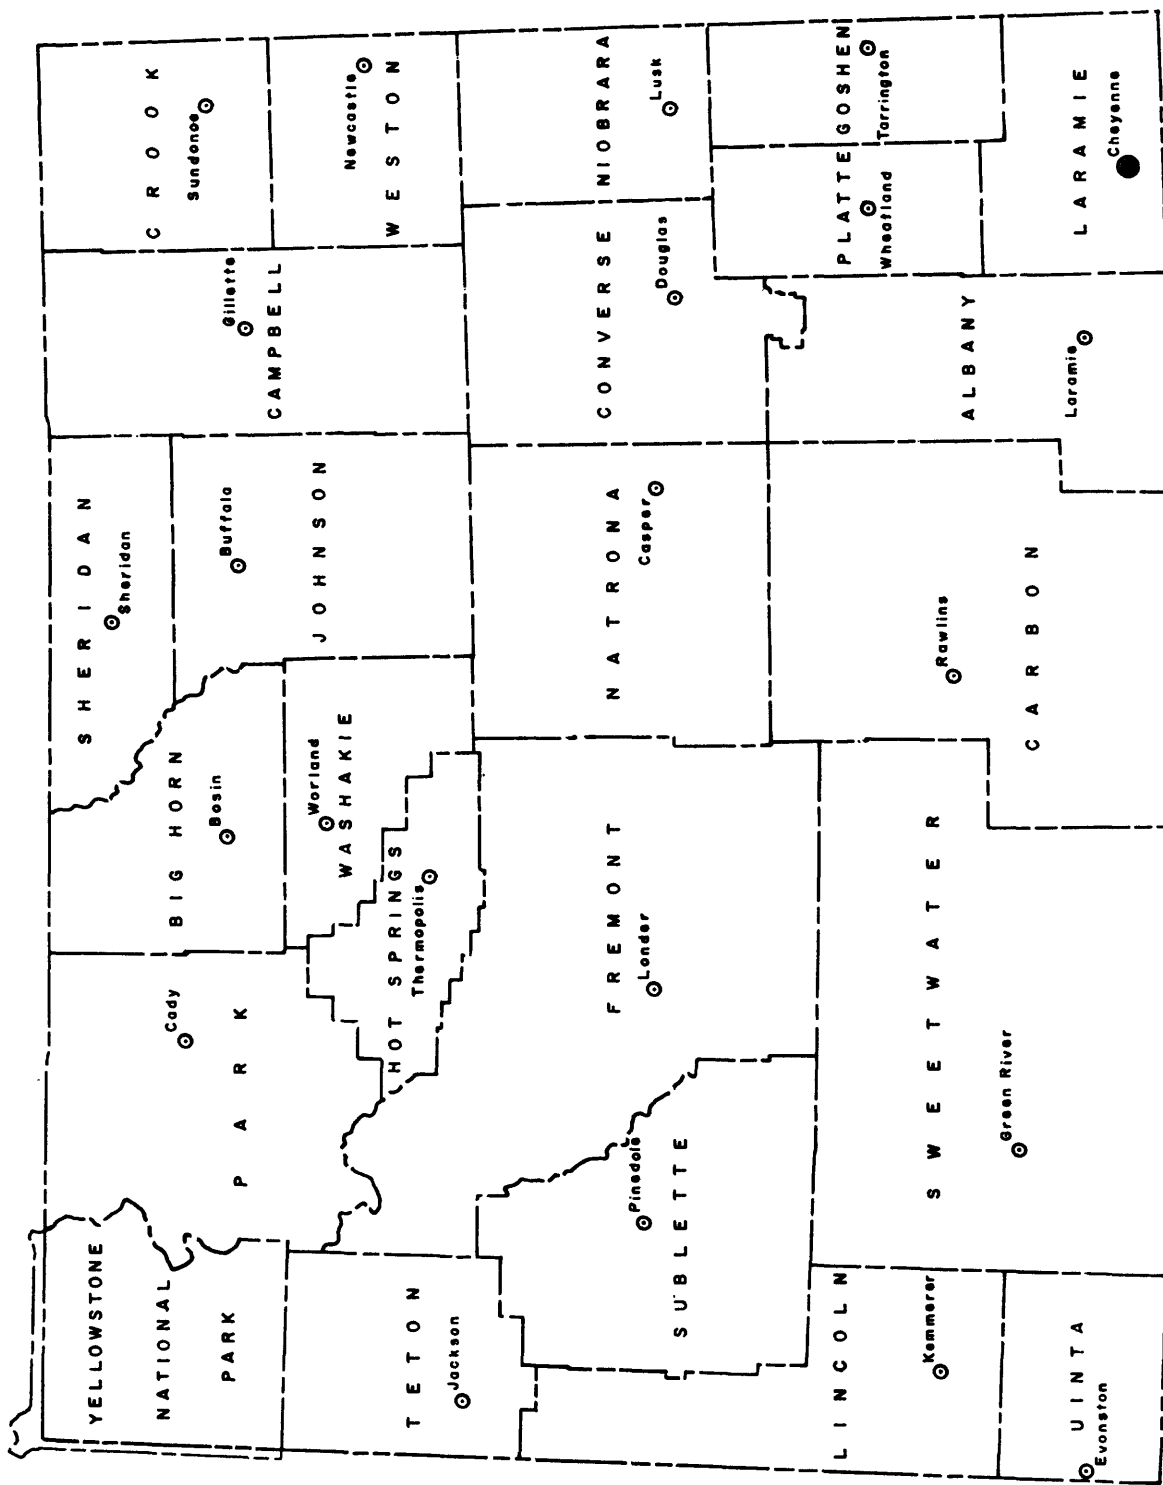 YELLOWSTONE
NATIONAL
PARK
PARK
Cody
BIG HORN
Basin
SHERIDAN
Sheridan
JOHNSON
Buffalo
CAMPBELL
Gillette
CROOK
Sundance
WESTON
Newcastle
WASHAKIE
Worland
HOT SPRINGS
Thermopolis
TETON
Jackson
FREMONT
Lander
NATRONA
Casper
CONVERSE
Douglas
NIOBRARA
Lusk
SUBLETTE
Pinedale
LINCOLN
Kemmerer
UINTA
Evanston
SWEETWATER
Green River
CARBON
Rawlins
ALBANY
Laramie
PLATTE
Wheatland
GOSHEN
Tarrington
LARAMIE
Cheyenne